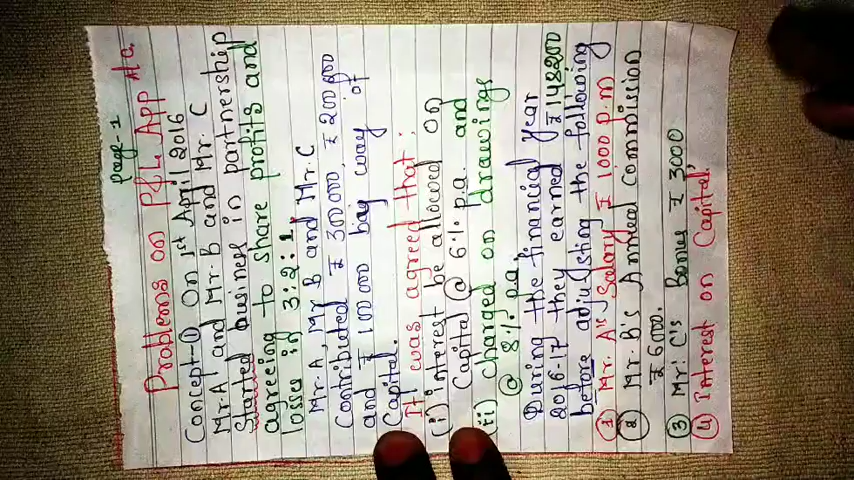 page-1
Problems on P&L App A/c.
Concept-① On 1st April 2016
Mr. A and Mr. B and Mr. C
Started business in partnership
agreeing to share profits and
losses in 3:2:1.
Mr. A, Mr B and Mr. C
Contributed ₹ 300000, ₹ 200000
and ₹ 100000 by way of
Capital.
It was agreed that:
(i) interest be allowed on
Capital @ 6% p.a. and
(ii) charged on drawings
@ 8% p.a.
During the financial year
2016-17 they earned ₹ 148200
before adjusting the following
① Mr. A's Salary ₹ 1000 p.m
② Mr. B's Annual Commission
₹ 6000.
③ Mr. C's Bonus ₹ 3000
④ Interest on Capital,